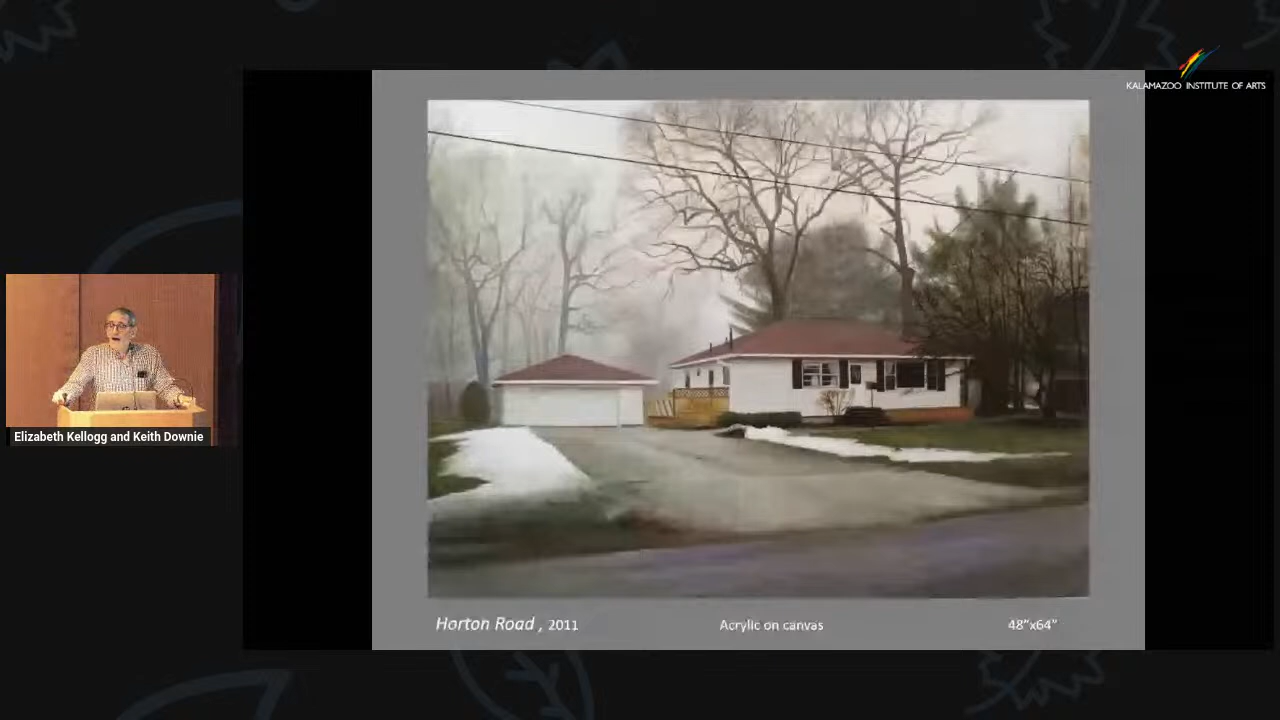 KALAMAZOO INSTITUTE OF ARTS
Elizabeth Kellogg and Keith Downie
Horton Road , 2011
Acrylic on canvas
48"x64"